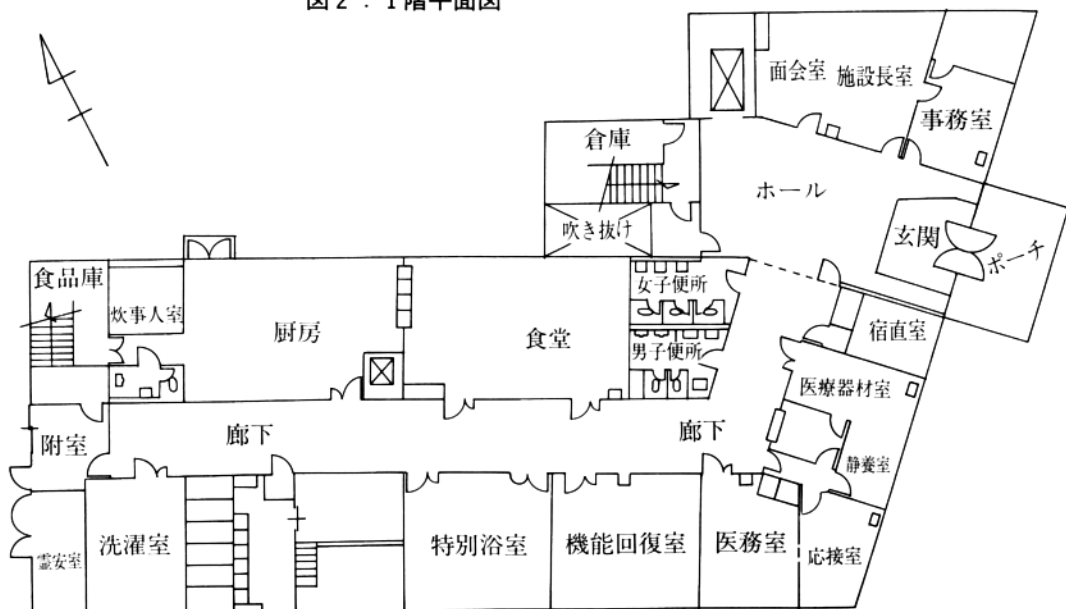 図2:1階平面図
面会室
施設長室
事務室
倉庫
ホール
吹き抜け
玄関
ポーチ
食品庫
炊事人室
厨房
食堂
女子便所
男子便所
宿直室
医療器材室
附室
廊下
廊下
静養室
霊安室
洗濯室
特別浴室
機能回復室
医務室
応接室